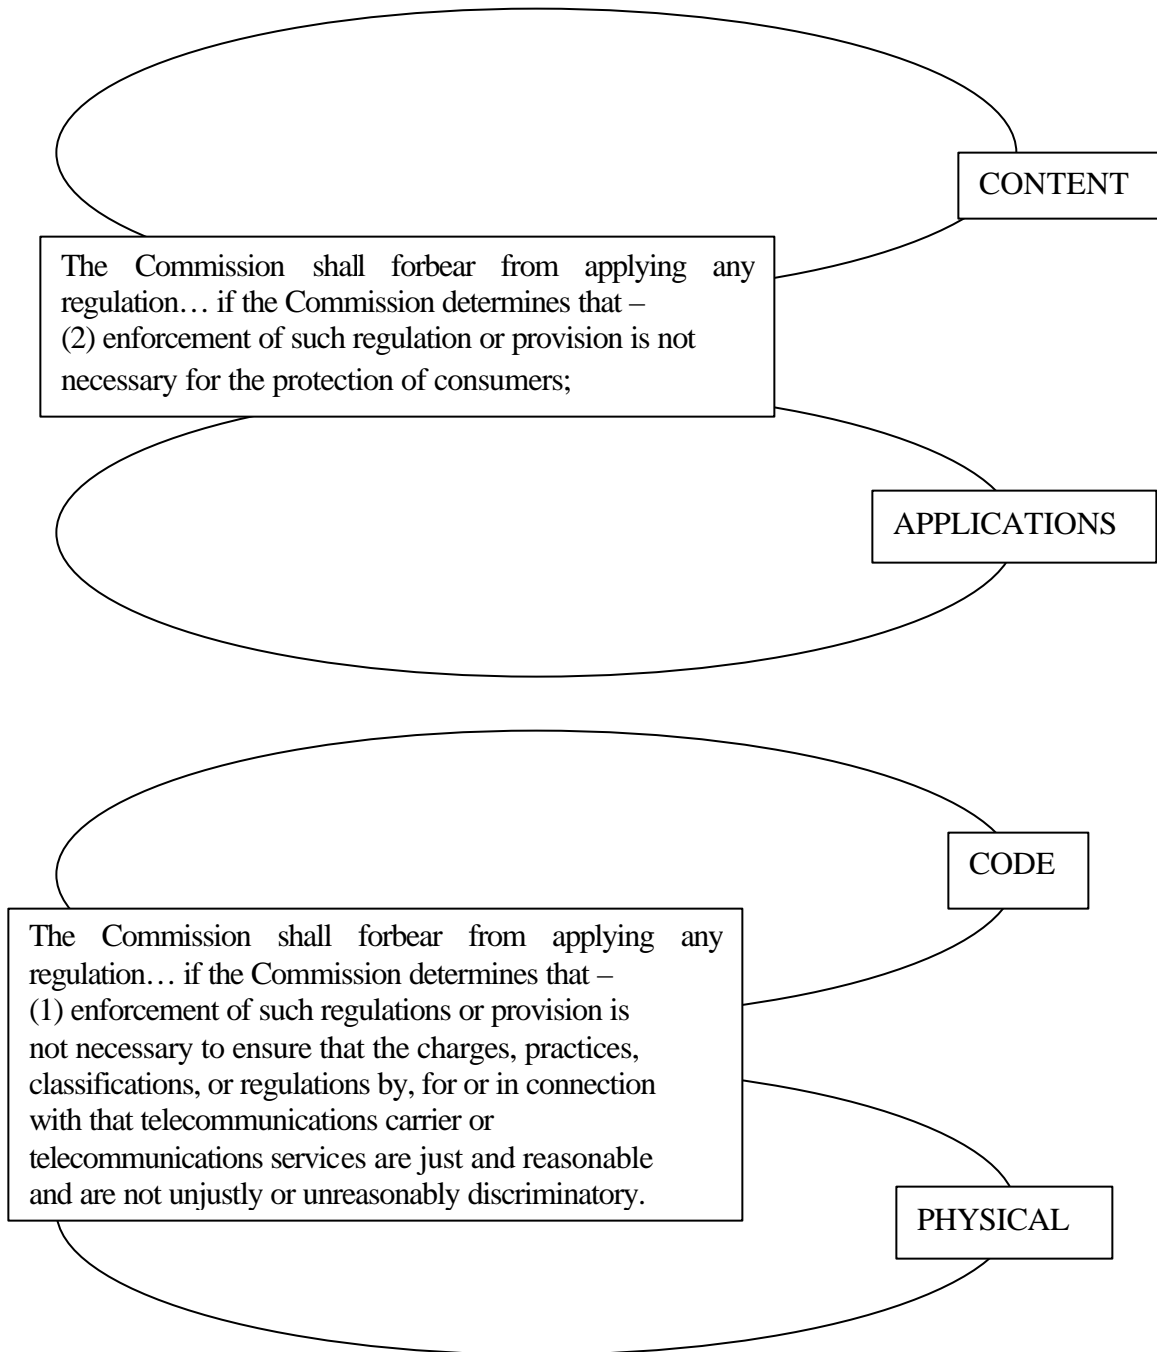 CONTENT
The Commission shall forbear from applying any
regulation… if the Commission determines that –
(2) enforcement of such regulation or provision is not
necessary for the protection of consumers;
APPLICATIONS
CODE
The Commission shall forbear from applying any
regulation… if the Commission determines that –
(1) enforcement of such regulations or provision is
not necessary to ensure that the charges, practices,
classifications, or regulations by, for or in connection
with that telecommunications carrier or
telecommunications services are just and reasonable
and are not unjustly or unreasonably discriminatory.
PHYSICAL